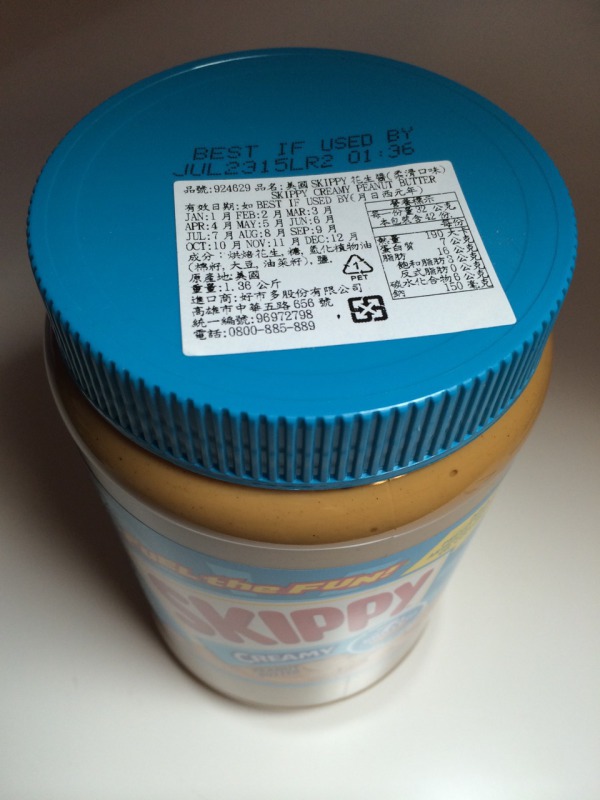 BEST IF USED BY
JUL2315LR2 01:36
品號:924629 品名:美國SKIPPY花生醬(柔滑口味)
SKIPPY CREAMY PEANUT BUTTER
有效日期:如BEST IF USED BY(月日西元年)
JAN:1月 FEB:2月 MAR:3月
APR:4月 MAY:5月 JUN:6月
JUL:7月 AUG:8月 SEP:9月
OCT:10月 NOV:11月 DEC:12月
成分:烘焙花生,糖,氫化植物油
(棉籽,大豆,油菜籽),鹽
原產地:美國
重量:1.36 公斤
進口商:好市多股份有限公司
高雄市中華五路656號
統一編號:96972798
電話:0800-885-889
營養標示
每一份量32 公克
本包裝含42份
每份
熱量 190 大卡
蛋白質 7 公克
脂肪 16 公克
飽和脂肪3 公克
反式脂肪0 公克
碳水化合物6 公克
鈉 150 毫克
PET
FUEL the FUN!
SKIPPY
CREAMY